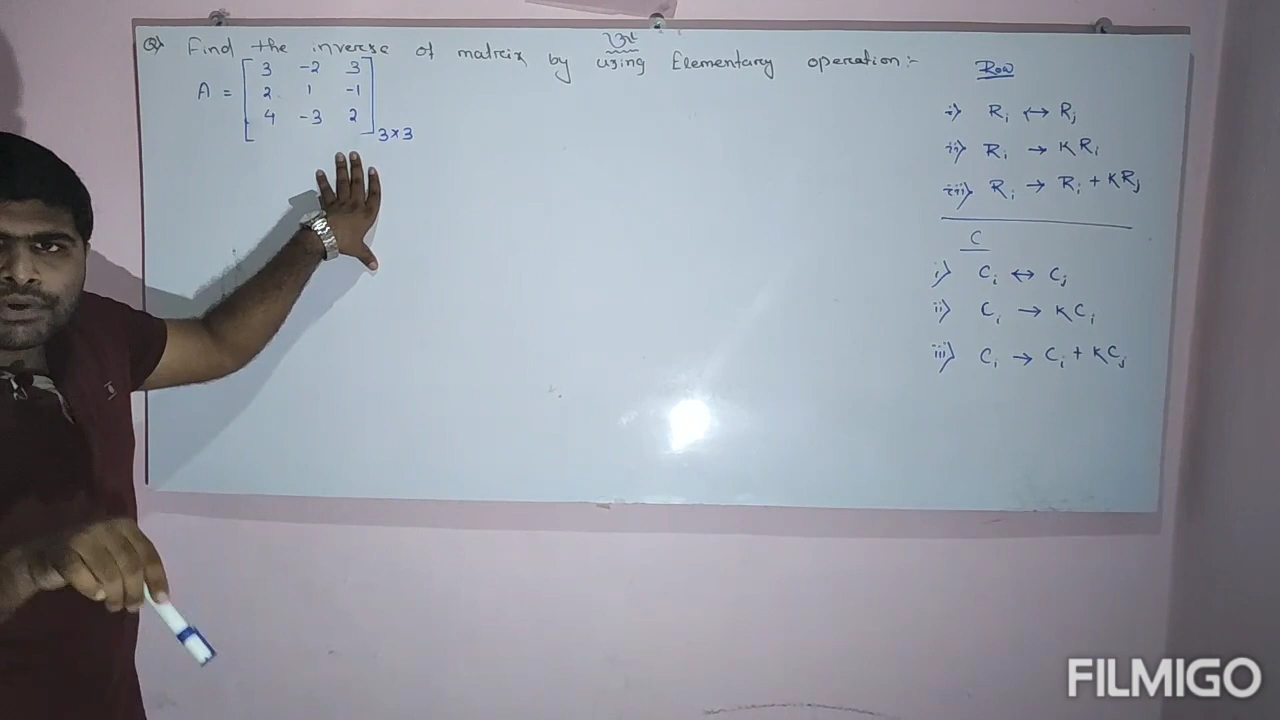 Q> Find the inverse of matrix by using Elementary operation:-
A = [ 3 -2 3
2 1 -1
4 -3 2 ] 3×3
Row
i> Ri ↔ Rj
ii> Ri → KRi
iii> Ri → Ri + KRj
C
i> Ci ↔ Cj
ii> Ci → KCi
iii> Ci → Ci + KCj
FILMIGO